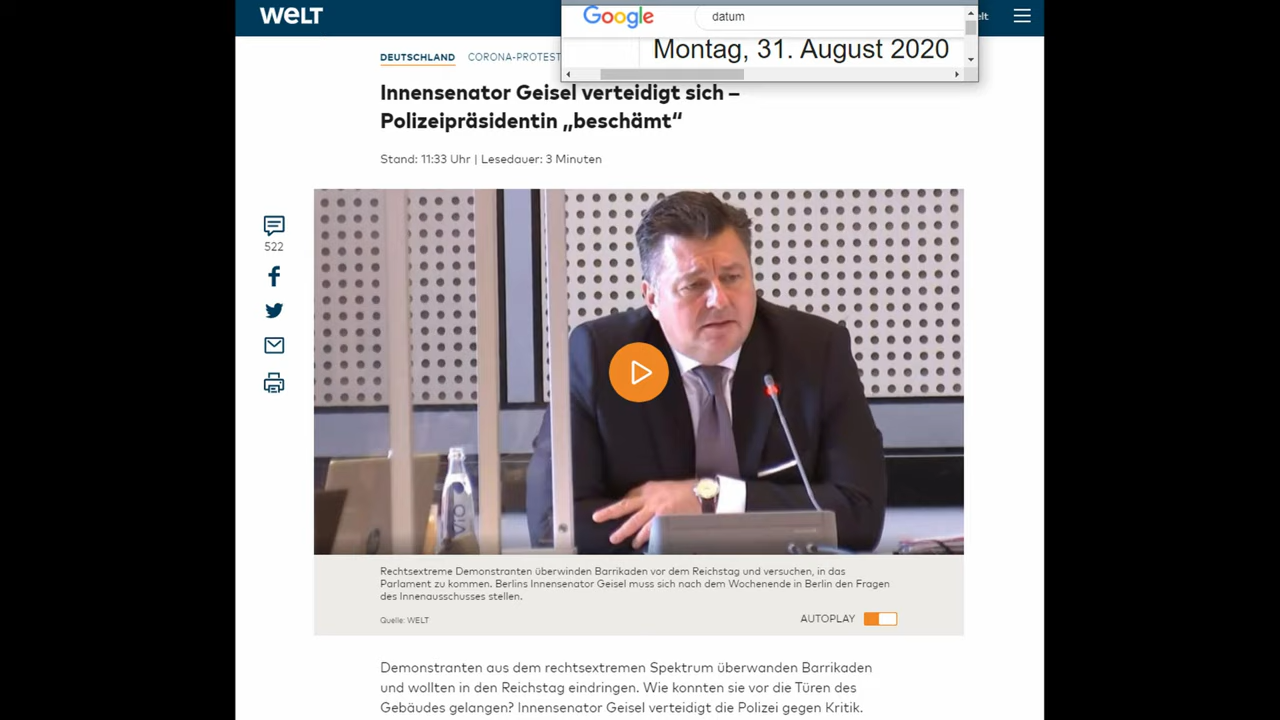 WELT
Google
datum
elt
Montag, 31. August 2020
DEUTSCHLAND CORONA-PROTEST
Innensenator Geisel verteidigt sich –
Polizeipräsidentin „beschämt“
Stand: 11:33 Uhr | Lesedauer: 3 Minuten
522
Rechtsextreme Demonstranten überwinden Barrikaden vor dem Reichstag und versuchen, in das
Parlament zu kommen. Berlins Innensenator Geisel muss sich nach dem Wochenende in Berlin den Fragen
des Innenausschusses stellen.
Quelle: WELT
AUTOPLAY
Demonstranten aus dem rechtsextremen Spektrum überwanden Barrikaden
und wollten in den Reichstag eindringen. Wie konnten sie vor die Türen des
Gebäudes gelangen? Innensenator Geisel verteidigt die Polizei gegen Kritik.